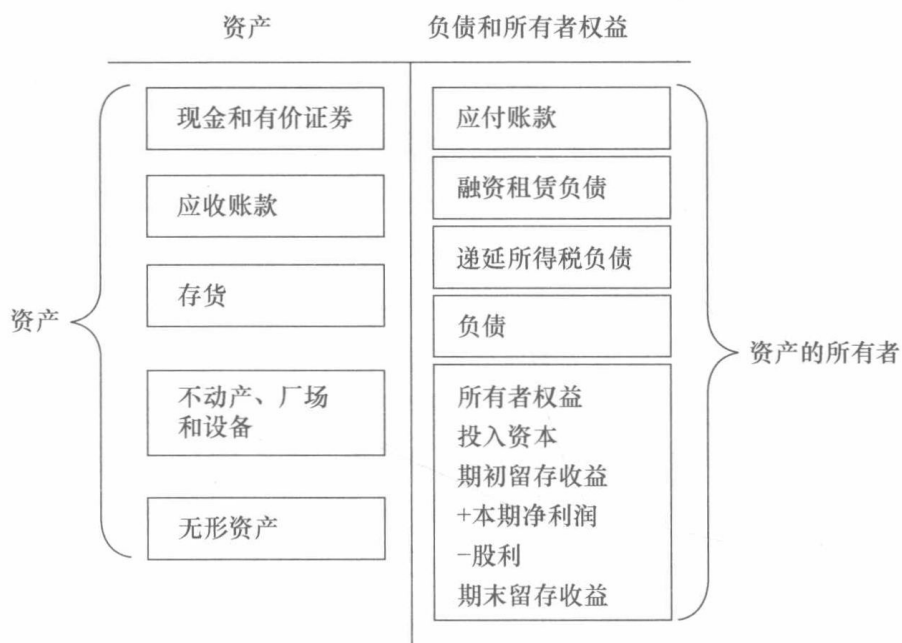 资产
负债和所有者权益
资产
现金和有价证券
应收账款
存货
不动产、厂场
和设备
无形资产
应付账款
融资租赁负债
递延所得税负债
负债
所有者权益
投入资本
期初留存收益
+本期净利润
-股利
期末留存收益
资产的所有者